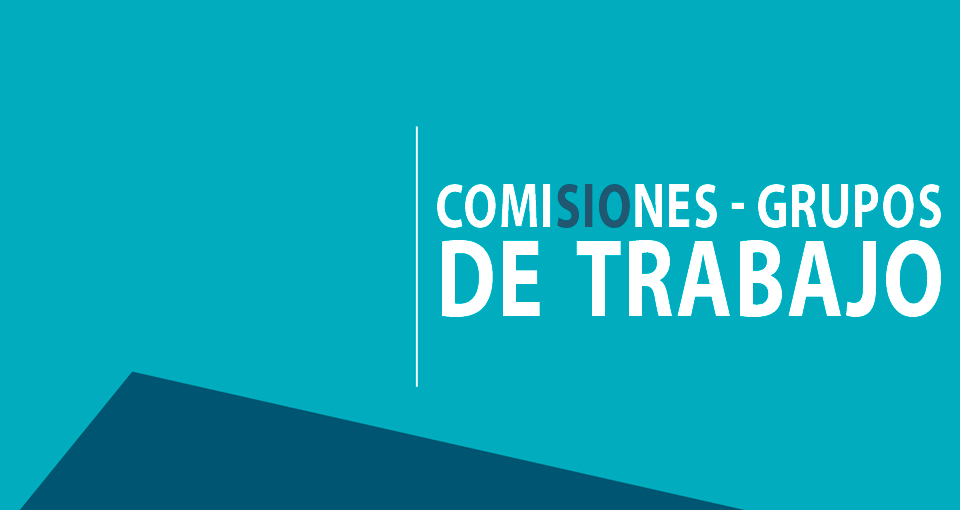 COMISIONES - GRUPOS
DE TRABAJO